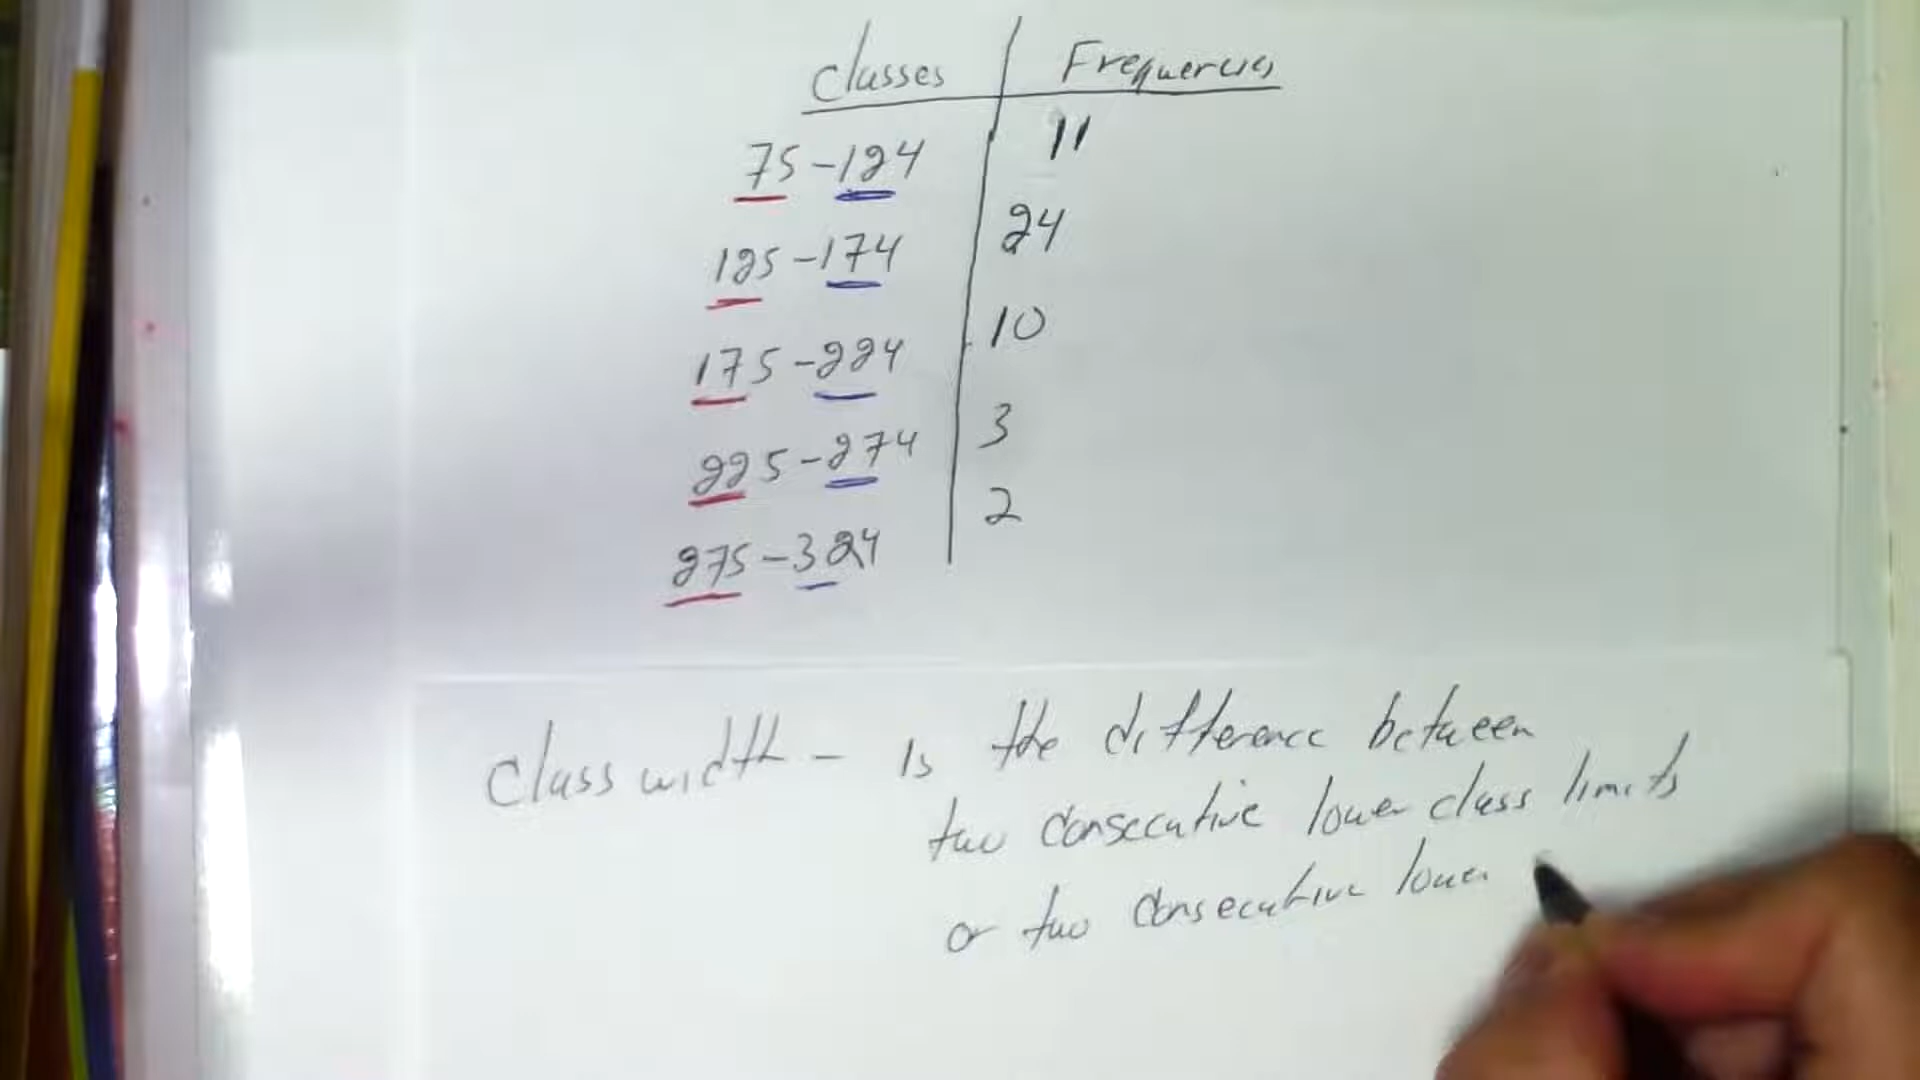 Classes Frequencies
75-124 11
125-174 24
175-224 10
225-274 3
275-324 2
Class width - Is the difference between
two consecutive lower class limits
or two consecutive lower